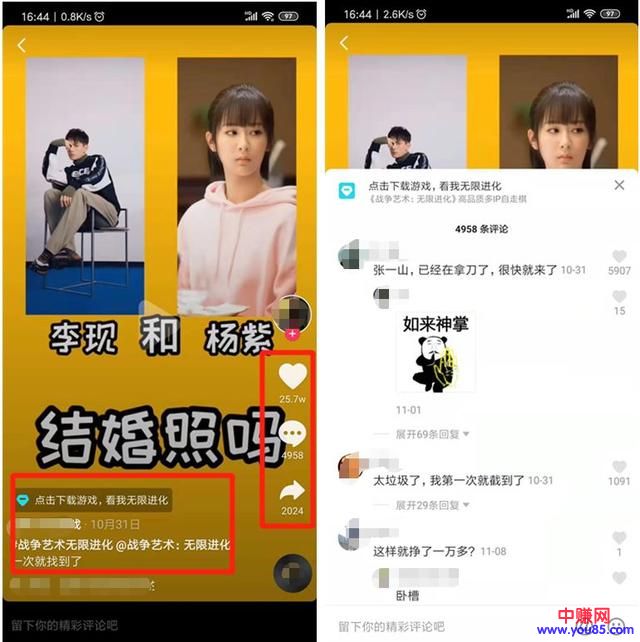 16:44 | 0.8K/s
97
李现 和 杨紫
结婚照吗
25.7w
4958
2024
点击下载游戏，看我无限进化
戏 · 10月31日
#战争艺术无限进化 @战争艺术：无限进化
一次就找到了
留下你的精彩评论吧
16:44 | 2.6K/s
97
点击下载游戏，看我无限进化
《战争艺术：无限进化》高品质多IP自走棋
4958 条评论
张一山，已经在拿刀了，很快就来了 10-31
5907
15
如来神掌
11-01
展开69条回复
太垃圾了，我第一次就截到了 10-31
1091
展开29条回复
这样就挣了一万多？ 11-08
1
卧槽
留下你的精彩评论吧
中赚网
www.you85.com